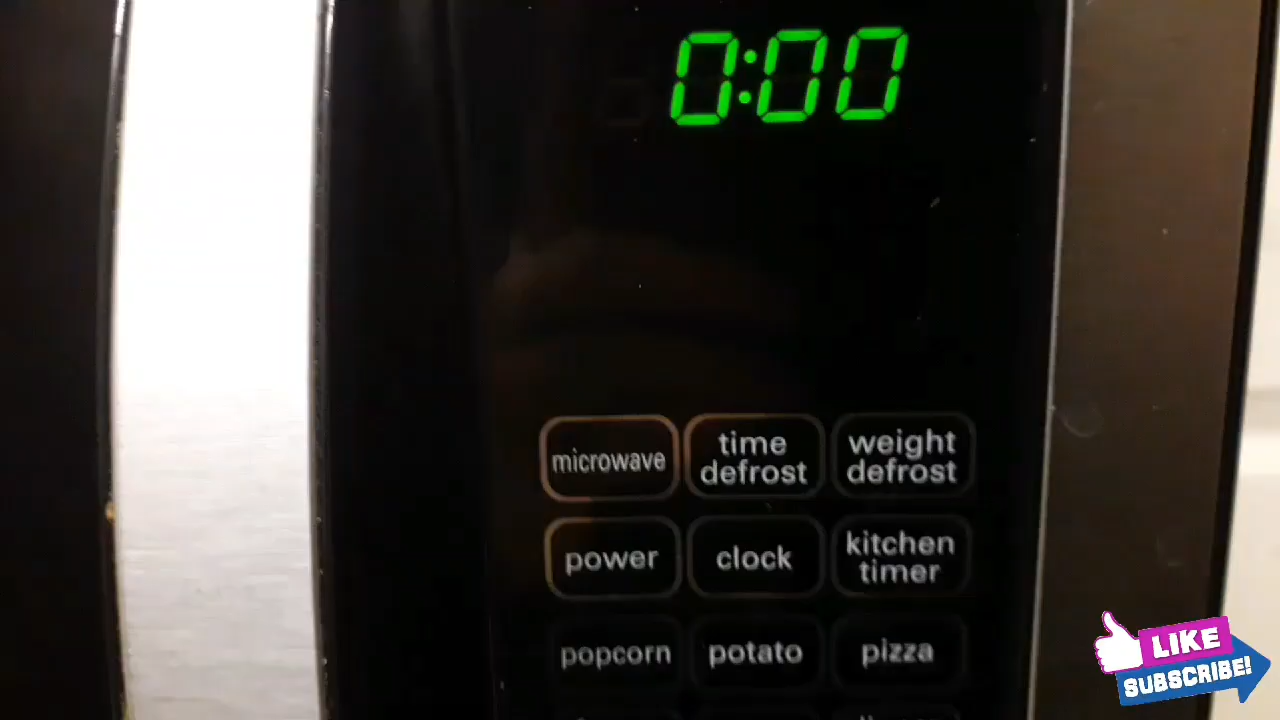 0:00
microwave
time
defrost
weight
defrost
power
clock
kitchen
timer
popcorn
potato
pizza
LIKE
SUBSCRIBE!